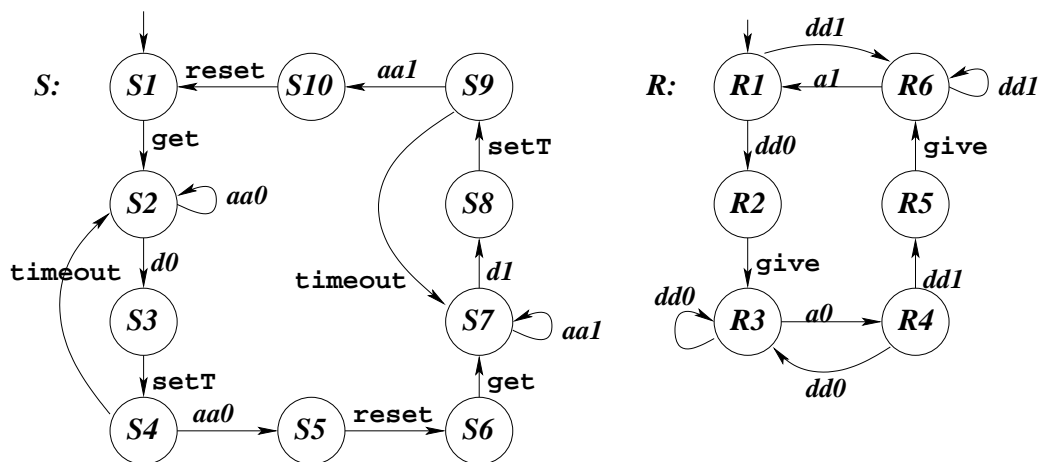 dd1
S:
S1
reset
S10
aa1
S9
R:
R1
a1
R6
dd1
get
setT
dd0
give
S2
aa0
S8
R2
R5
timeout
d0
timeout
d1
give
dd1
S3
S7
aa1
dd0
R3
a0
R4
setT
get
dd0
S4
aa0
S5
reset
S6